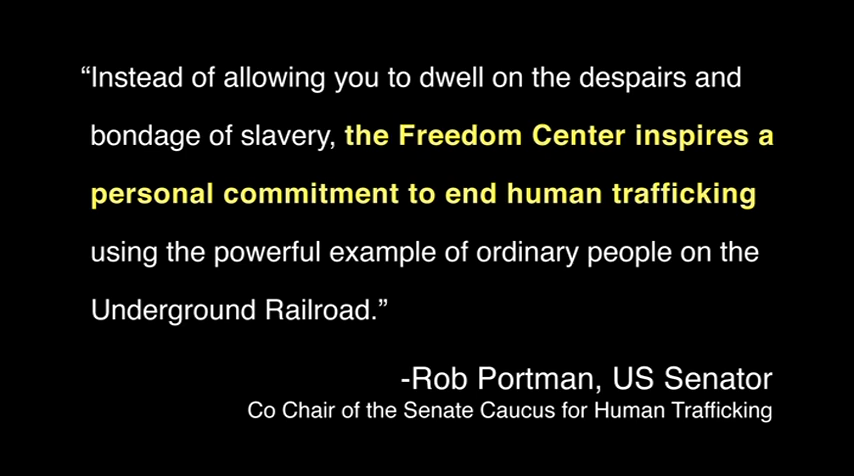 “Instead of allowing you to dwell on the despairs and
bondage of slavery, the Freedom Center inspires a
personal commitment to end human trafficking
using the powerful example of ordinary people on the
Underground Railroad.”
-Rob Portman, US Senator
Co Chair of the Senate Caucus for Human Trafficking